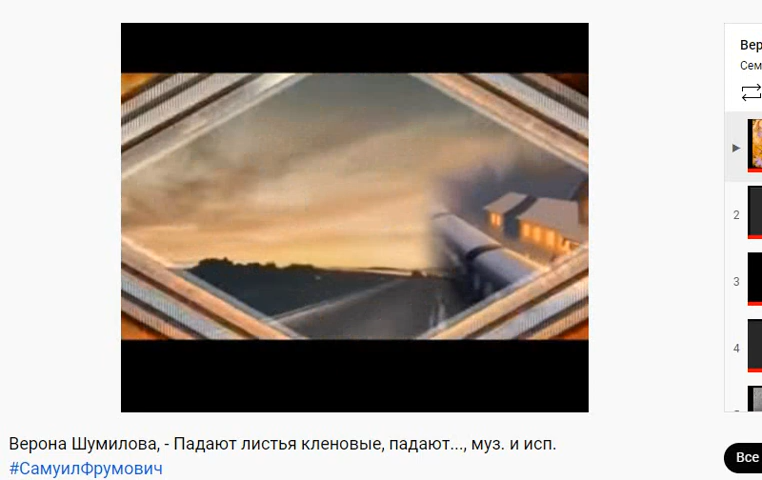 Вер
Сем
2
3
4
Верона Шумилова, - Падают листья кленовые, падают..., муз. и исп.
#СамуилФрумович
Все